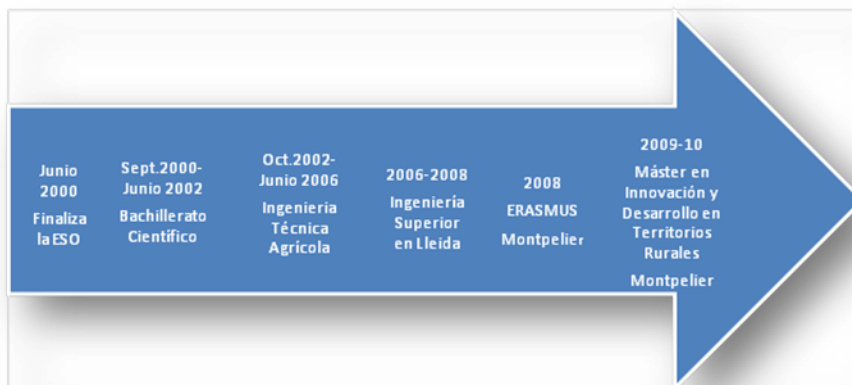 Junio
2000
Finaliza
la ESO
Sept.2000-
Junio 2002
Bachillerato
Científico
Oct.2002-
Junio 2006
Ingenieria
Técnica
Agrícola
2006-2008
Ingeniería
Superior
en Lleida
2008
ERASMUS
Montpelier
2009-10
Máster en
Innovación y
Desarrollo en
Territorios
Rurales
Montpelier